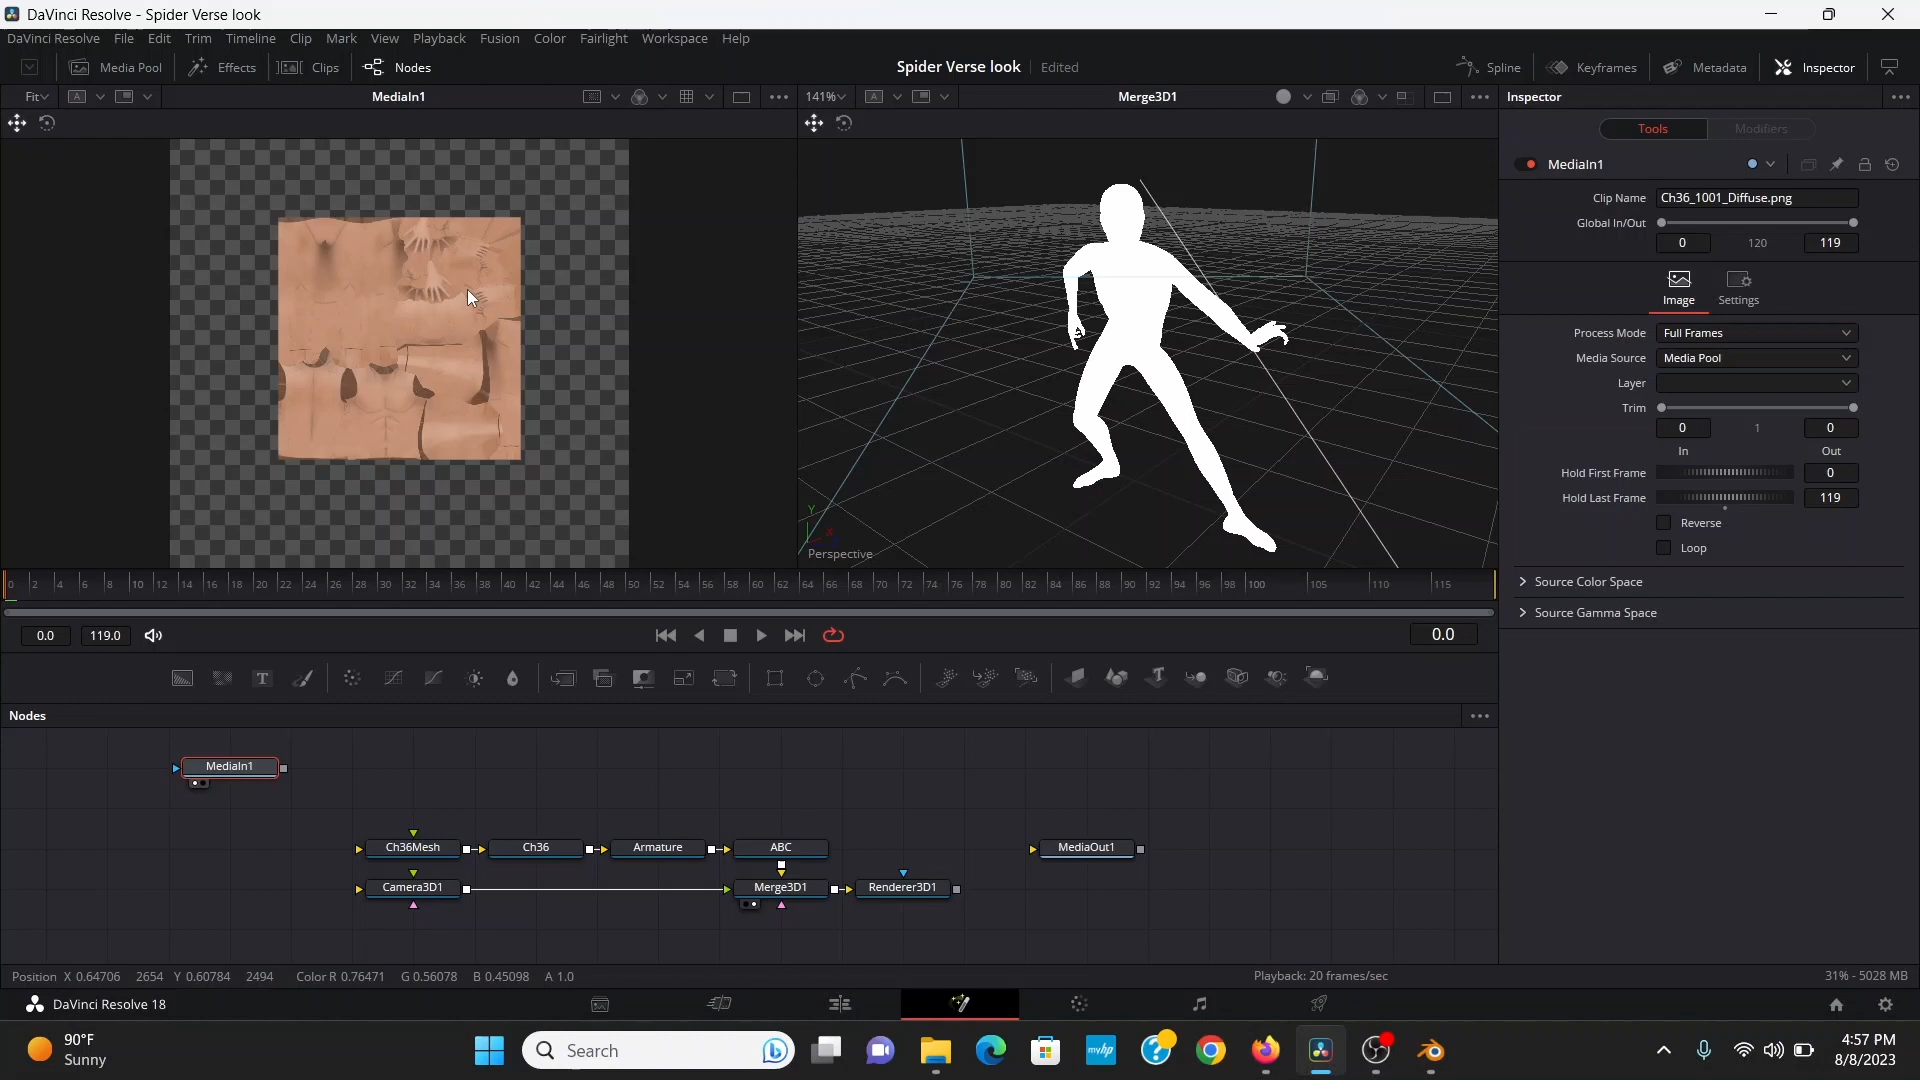 DaVinci Resolve - Spider Verse look
DaVinci Resolve File Edit Trim Timeline Clip Mark View Playback Fusion Color Fairlight Workspace Help
Media Pool Effects Clips Nodes Spider Verse look Edited Spline Keyframes Metadata Inspector
Fit A MediaIn1 141% A Merge3D1 Inspector
Tools Modifiers
MediaIn1
Clip Name Ch36_1001_Diffuse.png
Global In/Out
0 120 119
Image Settings
Process Mode Full Frames
Media Source Media Pool
Layer
Trim
0 1 0
In Out
Hold First Frame 0
Hold Last Frame 119
Reverse
Loop
Source Color Space
Source Gamma Space
Y
X
Perspective
0 2 4 6 8 10 12 14 16 18 20 22 24 26 28 30 32 34 36 38 40 42 44 46 48 50 52 54 56 58 60 62 64 66 68 70 72 74 76 78 80 82 84 86 88 90 92 94 96 98 100 105 110 115
0.0 119.0 0.0
T T
Nodes
MediaIn1
Ch36Mesh Ch36 Armature ABC MediaOut1
Camera3D1 Merge3D1 Renderer3D1
Position X 0.64706 2654 Y 0.60784 2494 Color R 0.76471 G 0.56078 B 0.45098 A 1.0 Playback: 20 frames/sec 31% - 5028 MB
DaVinci Resolve 18
90°F
Sunny
Search
myhp
4:57 PM
8/8/2023